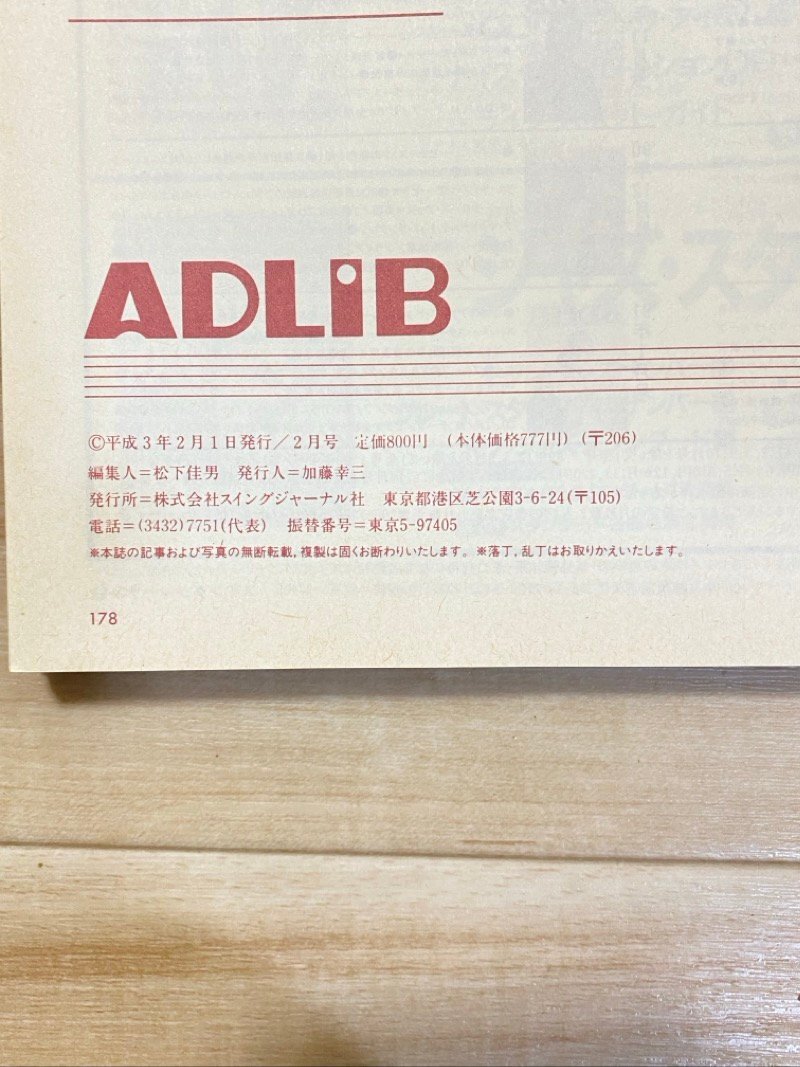 ADLiB
©平成3年2月1日発行／2月号　定価800円　(本体価格777円)(〒206)
編集人＝松下佳男　発行人＝加藤幸三
発行所＝株式会社スイングジャーナル社　東京都港区芝公園3-6-24(〒105)
電話＝(3432)7751(代表)　振替番号＝東京5-97405
※本誌の記事および写真の無断転載，複製は固くお断わりいたします。※落丁，乱丁はお取りかえいたします。
178